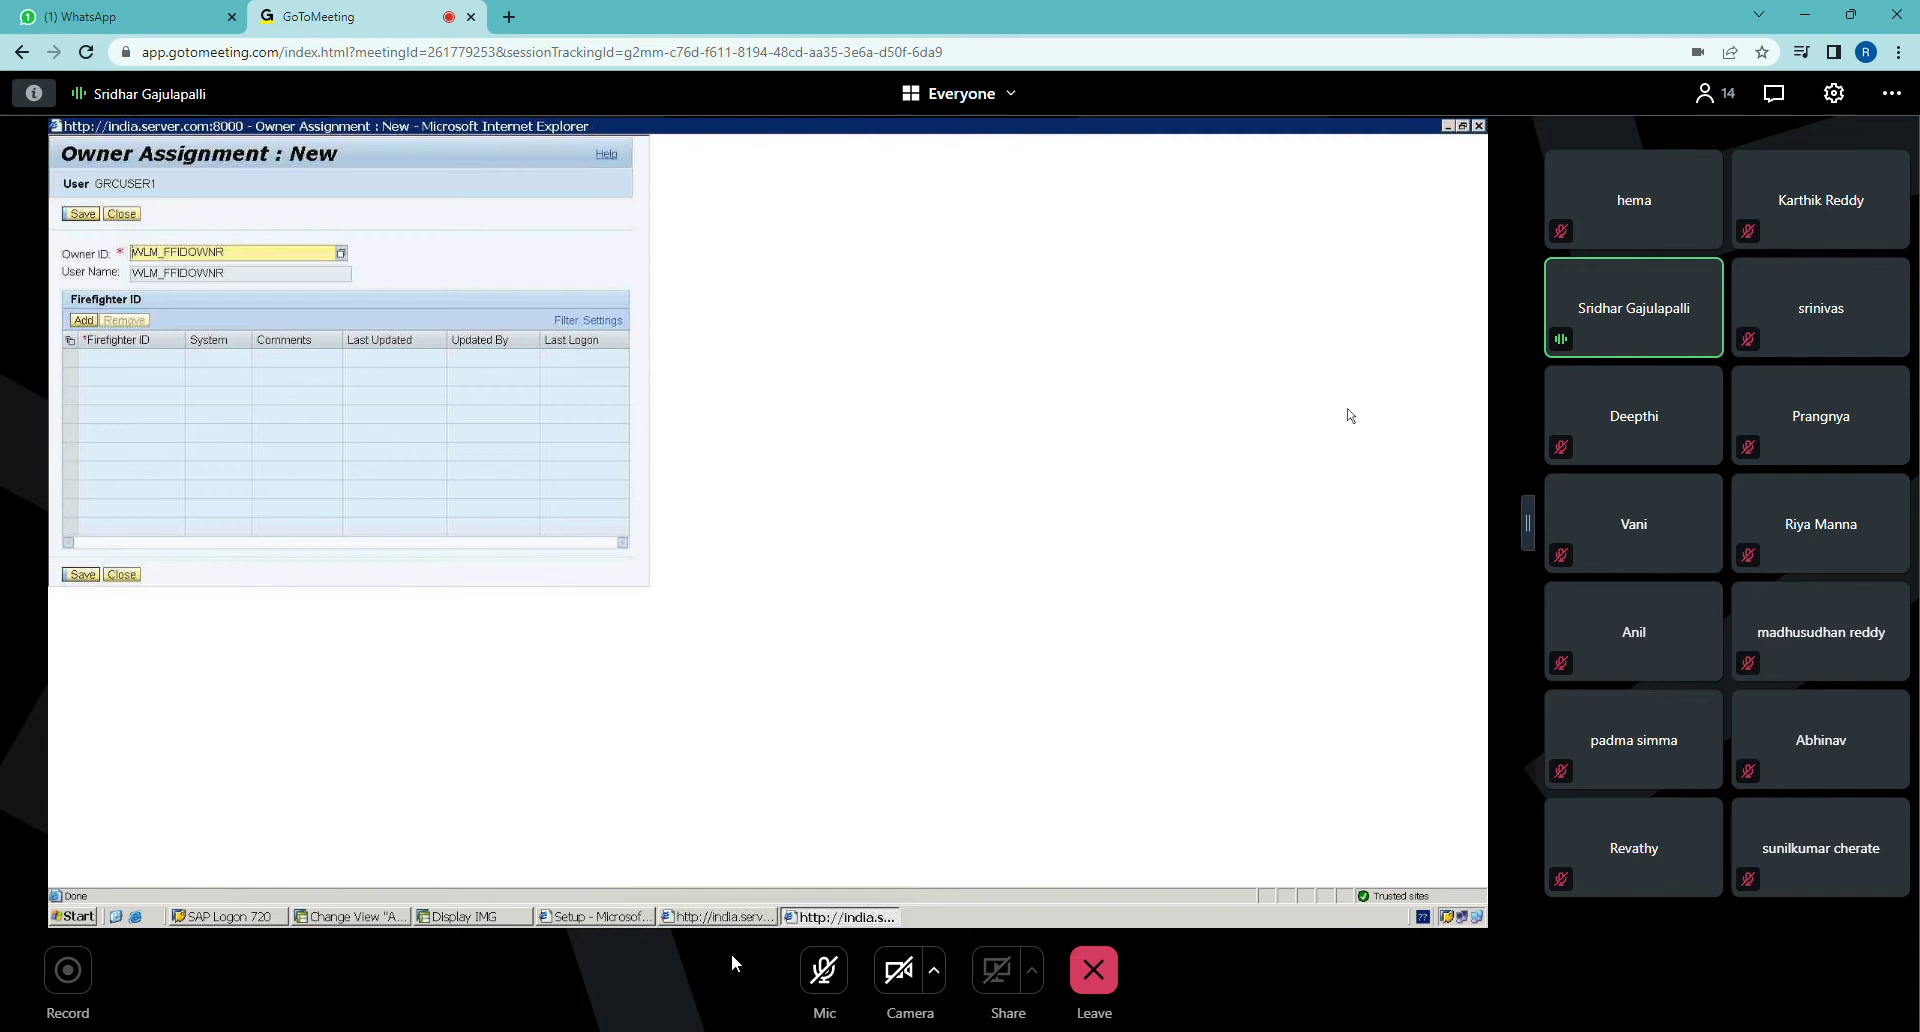 (1) WhatsApp
GoToMeeting
app.gotomeeting.com/index.html?meetingId=261779253&sessionTrackingId=g2mm-c76d-f611-8194-48cd-aa35-3e6a-d50f-6da9
R
Sridhar Gajulapalli
Everyone
14
http://india.server.com:8000 - Owner Assignment : New - Microsoft Internet Explorer
Owner Assignment : New
Help
User GRCUSER1
Save Close
Owner ID: * WLM_FFIDOWNR
User Name: WLM_FFIDOWNR
Firefighter ID
Add Remove
Filter Settings
*Firefighter ID System Comments Last Updated Updated By Last Logon
Save Close
Done
Trusted sites
Start
SAP Logon 720
Change View "A...
Display IMG
Setup - Microsof...
http://india.serv...
http://india.s...
hema
Karthik Reddy
Sridhar Gajulapalli
srinivas
Deepthi
Prangnya
Vani
Riya Manna
Anil
madhusudhan reddy
padma simma
Abhinav
Revathy
sunilkumar cherate
Record
Mic
Camera
Share
Leave